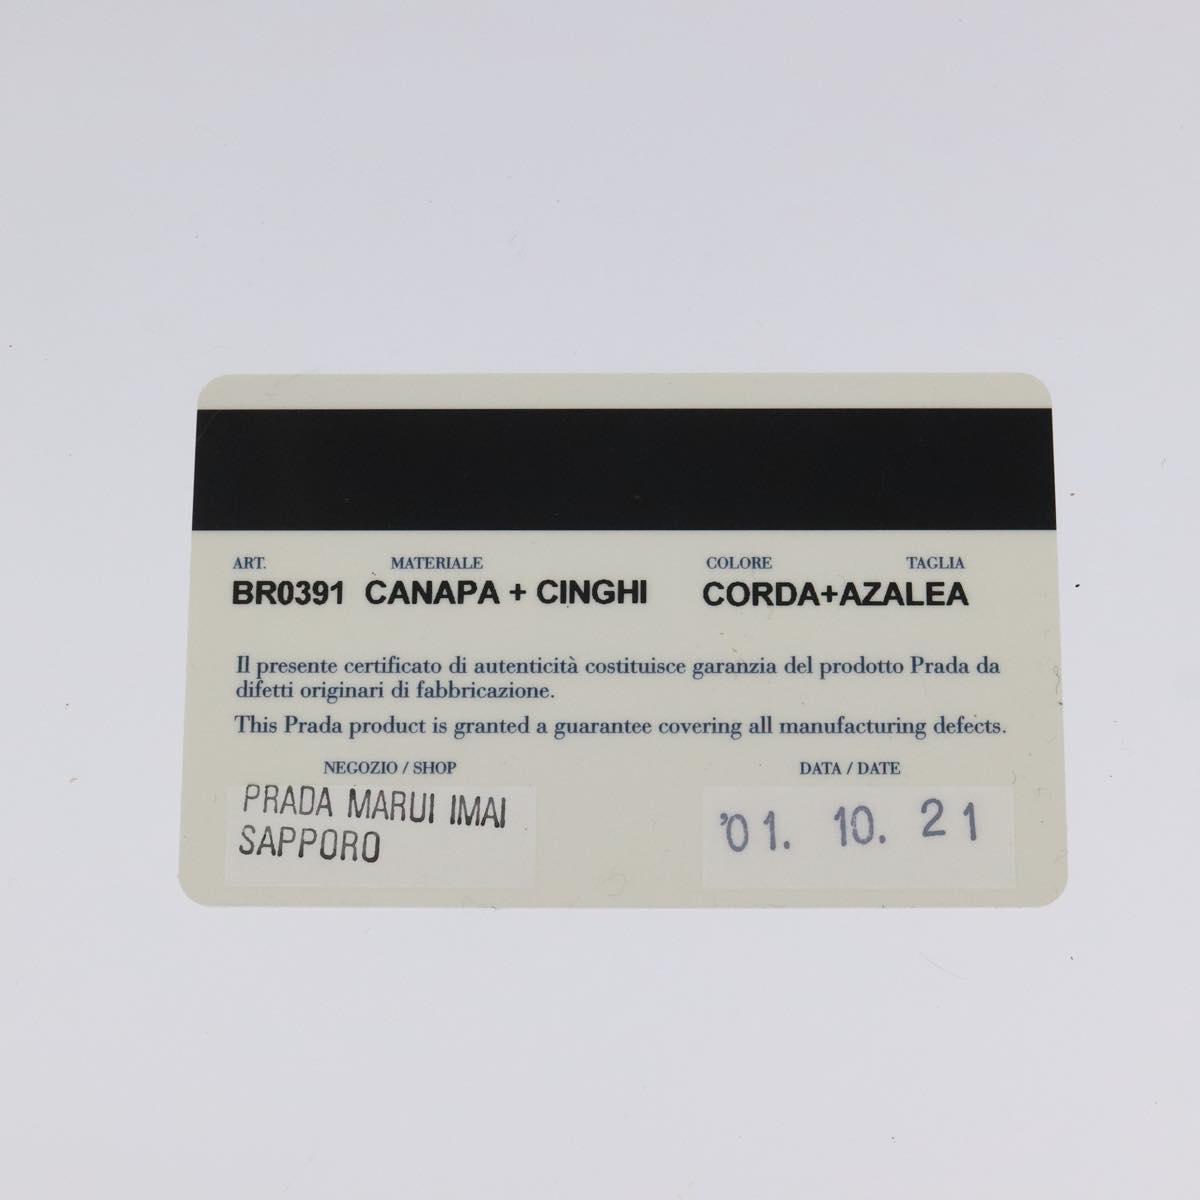 ART. MATERIALE COLORE TAGLIA
BR0391 CANAPA + CINGHI CORDA+AZALEA
Il presente certificato di autenticità costituisce garanzia del prodotto Prada da
difetti originari di fabbricazione.
This Prada product is granted a guarantee covering all manufacturing defects.
NEGOZIO / SHOP DATA / DATE
PRADA MARUI IMAI
SAPPORO
'01. 10. 21